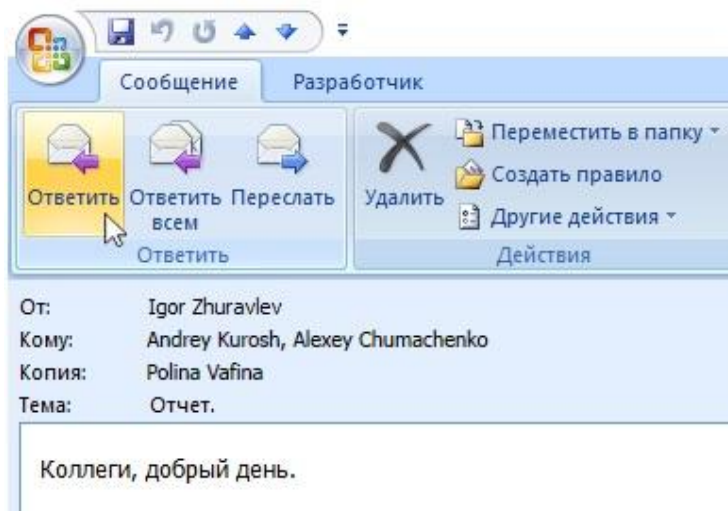 Сообщение Разработчик
Ответить Ответить всем Переслать
Ответить
Удалить
Переместить в папку
Создать правило
Другие действия
Действия
От: Igor Zhuravlev
Кому: Andrey Kurosh, Alexey Chumachenko
Копия: Polina Vafina
Тема: Отчет.
Коллеги, добрый день.